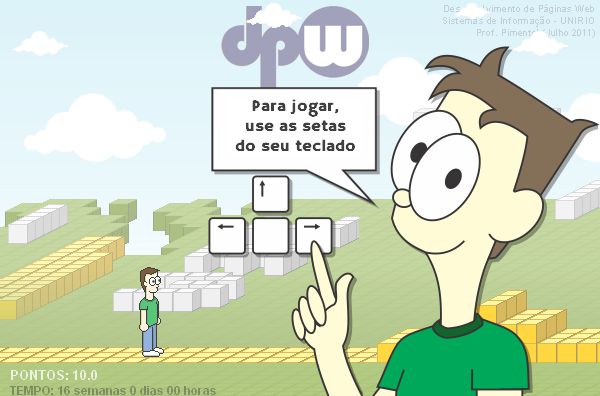 Desenvolvimento de Páginas Web
Sistemas de Informação - UNIRIO
Prof. Pimentel (Julho 2011)
dpw
Para jogar,
use as setas
do seu teclado
↑
← →
PONTOS: 10.0
TEMPO: 16 semanas 0 dias 00 horas